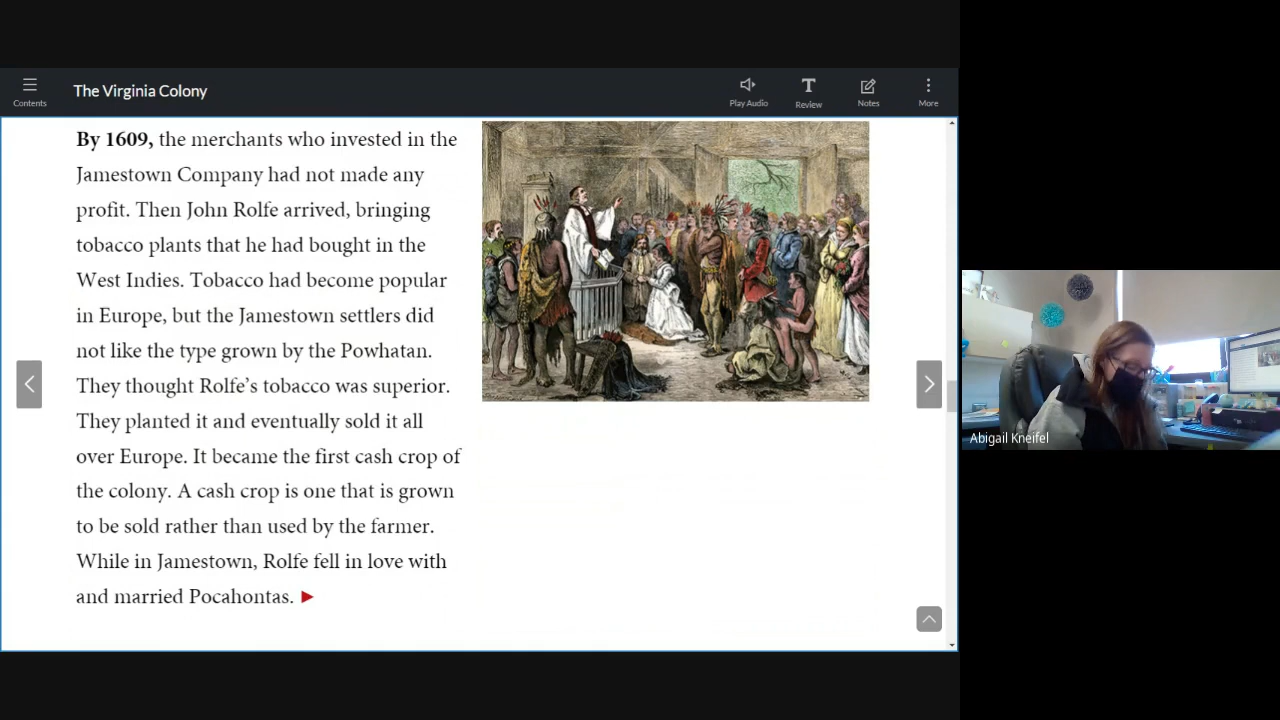 Contents
The Virginia Colony
Play Audio
Review
Notes
More
By 1609, the merchants who invested in the
Jamestown Company had not made any
profit. Then John Rolfe arrived, bringing
tobacco plants that he had bought in the
West Indies. Tobacco had become popular
in Europe, but the Jamestown settlers did
not like the type grown by the Powhatan.
They thought Rolfe’s tobacco was superior.
They planted it and eventually sold it all
over Europe. It became the first cash crop of
the colony. A cash crop is one that is grown
to be sold rather than used by the farmer.
While in Jamestown, Rolfe fell in love with
and married Pocahontas. ►
Abigail Kneifel